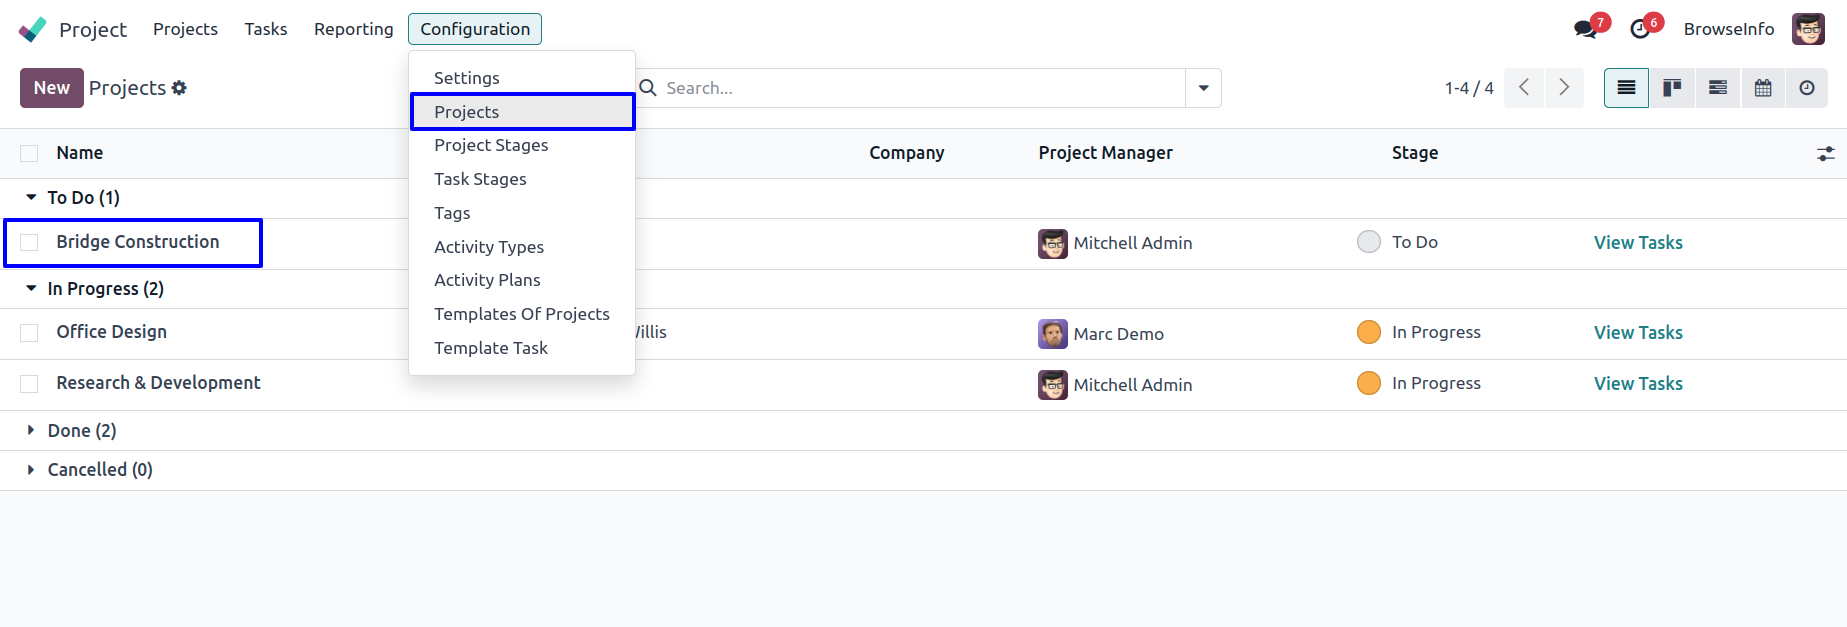 Project Projects Tasks Reporting Configuration 7 6 BrowseInfo
New Projects Search... 1-4 / 4
Settings
Projects
Project Stages
Task Stages
Tags
Activity Types
Activity Plans
Templates Of Projects
Template Task
Name Company Project Manager Stage
To Do (1)
Bridge Construction Mitchell Admin To Do View Tasks
In Progress (2)
Office Design Marc Demo In Progress View Tasks
Research & Development Mitchell Admin In Progress View Tasks
Done (2)
Cancelled (0)